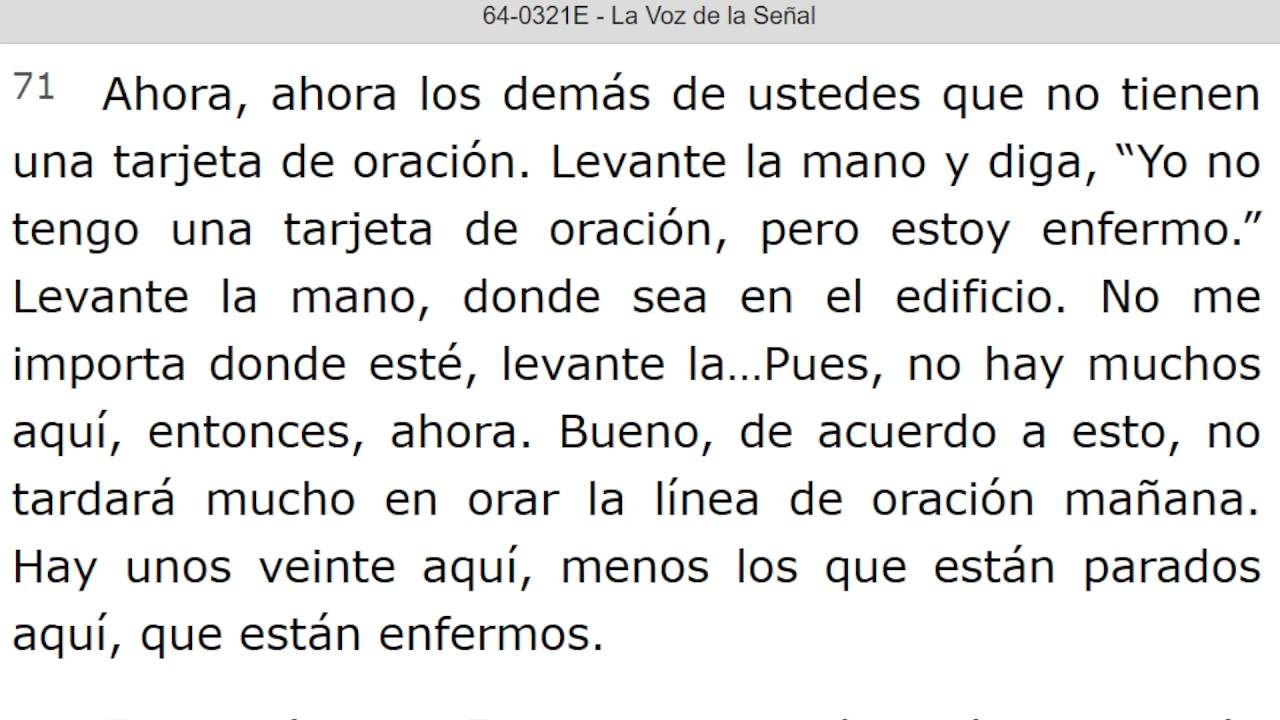 64-0321E - La Voz de la Señal
71 Ahora, ahora los demás de ustedes que no tienen
una tarjeta de oración. Levante la mano y diga, “Yo no
tengo una tarjeta de oración, pero estoy enfermo.”
Levante la mano, donde sea en el edificio. No me
importa donde esté, levante la...Pues, no hay muchos
aquí, entonces, ahora. Bueno, de acuerdo a esto, no
tardará mucho en orar la línea de oración mañana.
Hay unos veinte aquí, menos los que están parados
aquí, que están enfermos.